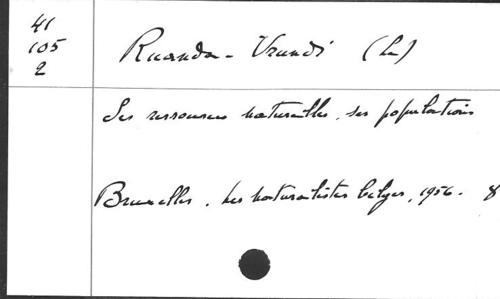 41
105
2
Ruanda-Urundi (Le)
Ses ressources naturelles, ses populations
Bruxelles, Les naturalistes belges, 1956. 8